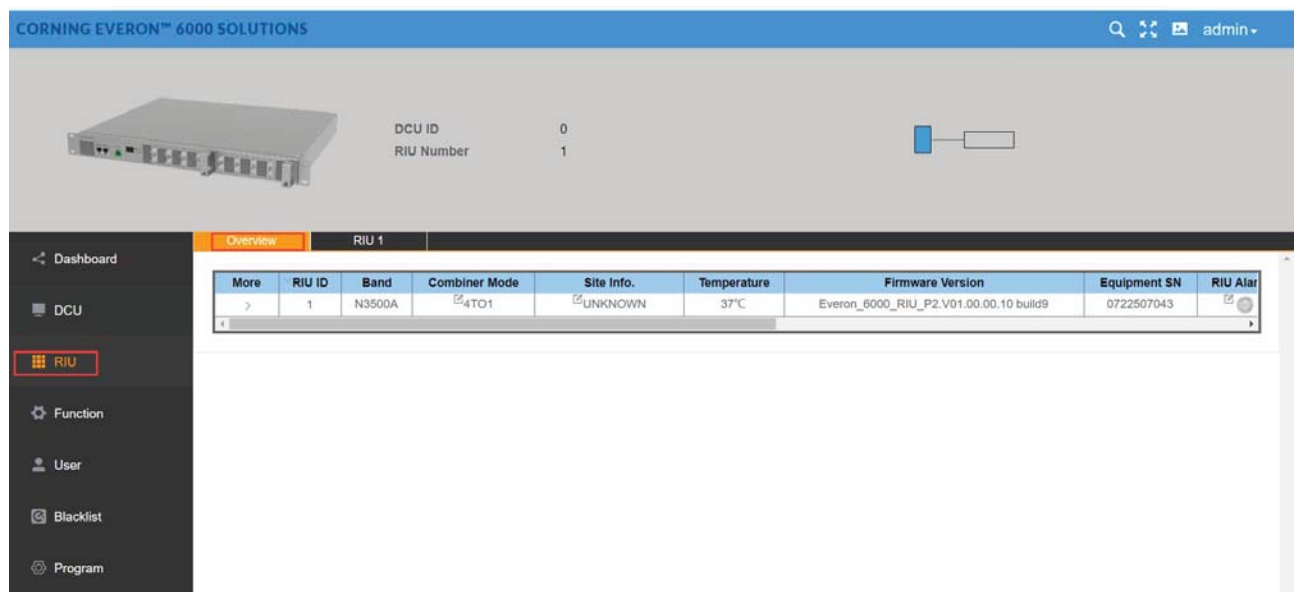 CORNING EVERON™ 6000 SOLUTIONS
admin
DCU ID 0
RIU Number 1
Overview RIU 1
Dashboard
More RIU ID Band Combiner Mode Site Info. Temperature Firmware Version Equipment SN RIU Alar
> 1 N3500A 4TO1 UNKNOWN 37℃ Everon_6000_RIU_P2.V01.00.00.10 build9 0722507043
DCU
RIU
Function
User
Blacklist
Program